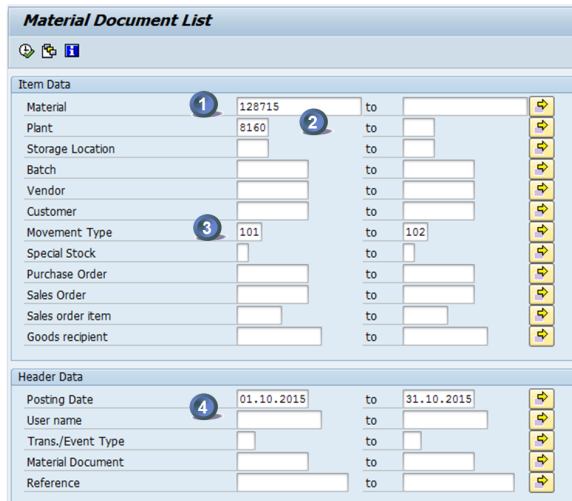 Material Document List
Item Data
Material 1 128715 to
Plant 8160 2 to
Storage Location to
Batch to
Vendor to
Customer to
Movement Type 3 101 to 102
Special Stock to
Purchase Order to
Sales Order to
Sales order item to
Goods recipient to
Header Data
Posting Date 4 01.10.2015 to 31.10.2015
User name to
Trans./Event Type to
Material Document to
Reference to